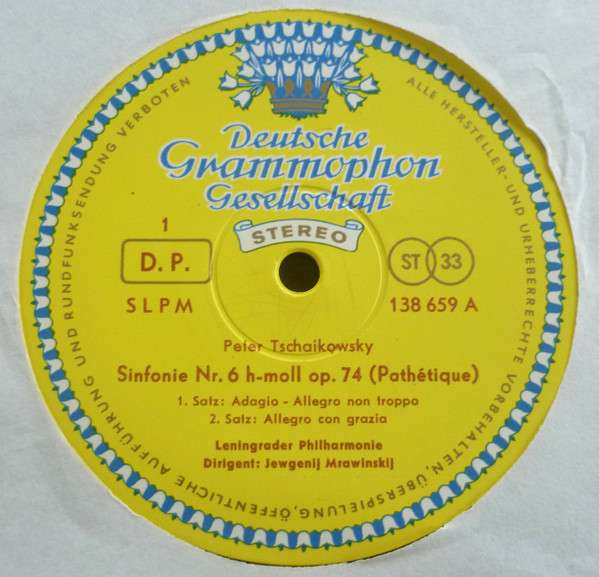 Deutsche
Grammophon
Gesellschaft
STEREO
1
D. P.
ST 33
SLPM
138 659 A
Peter Tschaikowsky
Sinfonie Nr. 6 h-moll op. 74 (Pathétique)
1. Satz: Adagio - Allegro non troppo
2. Satz: Allegro con grazia
Leningrader Philharmonie
Dirigent: Jewgenij Mrawinskij
ALLE HERSTELLER- UND URHEBERRECHTE VORBEHALTEN, ÜBERSPIELUNG, ÖFFENTLICHE AUFFÜHRUNG UND RUNDFUNKSENDUNG VERBOTEN